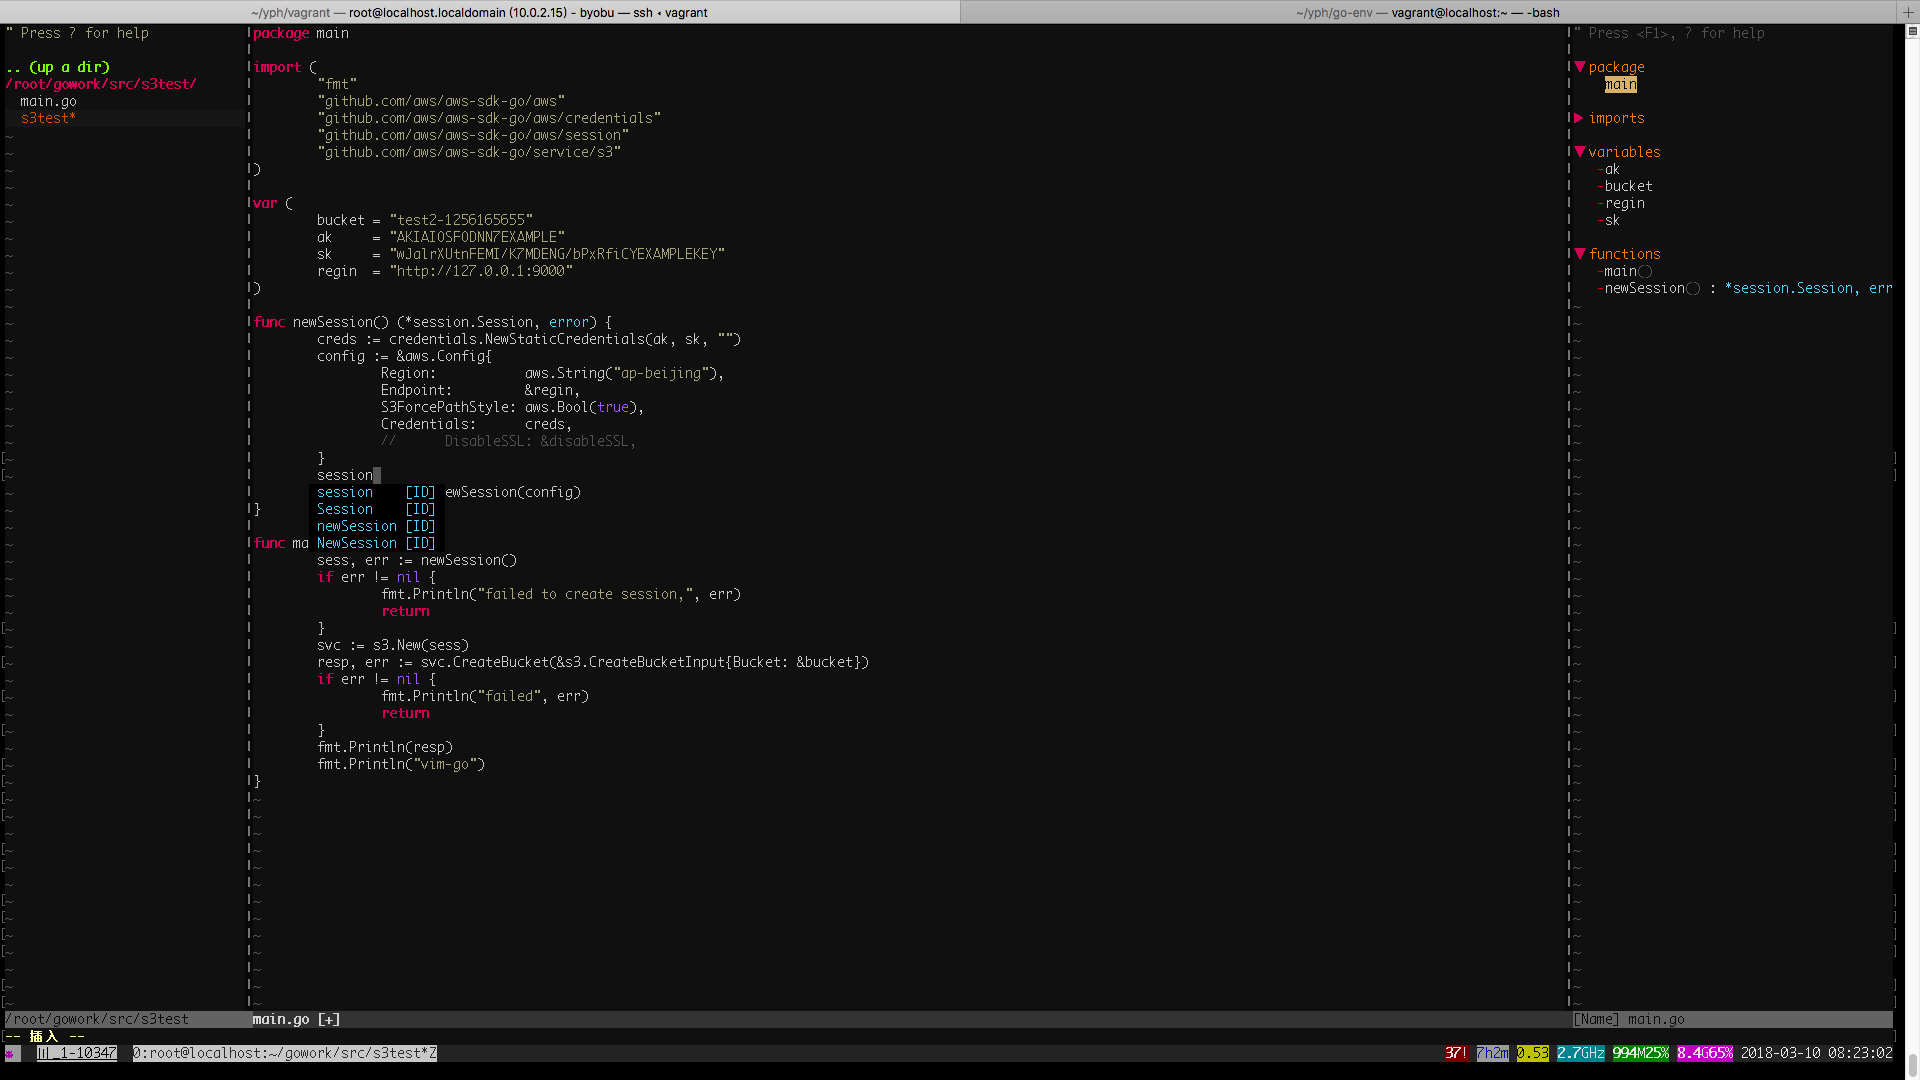 ~/yph/vagrant — root@localhost.localdomain (10.0.2.15) - byobu — ssh ◂ vagrant
~/yph/go-env — vagrant@localhost:~ — -bash
" Press ? for help
.. (up a dir)
/root/gowork/src/s3test/
main.go
s3test*
package main
import (
"fmt"
"github.com/aws/aws-sdk-go/aws"
"github.com/aws/aws-sdk-go/aws/credentials"
"github.com/aws/aws-sdk-go/aws/session"
"github.com/aws/aws-sdk-go/service/s3"
)
var (
bucket = "test2-1256165655"
ak     = "AKIAIOSFODNN7EXAMPLE"
sk     = "wJalrXUtnFEMI/K7MDENG/bPxRfiCYEXAMPLEKEY"
regin  = "http://127.0.0.1:9000"
)
func newSession() (*session.Session, error) {
creds := credentials.NewStaticCredentials(ak, sk, "")
config := &aws.Config{
Region:           aws.String("ap-beijing"),
Endpoint:         &regin,
S3ForcePathStyle: aws.Bool(true),
Credentials:      creds,
//      DisableSSL: &disableSSL,
}
session
session    [ID] ewSession(config)
} Session    [ID]
newSession [ID]
func ma NewSession [ID]
sess, err := newSession()
if err != nil {
fmt.Println("failed to create session,", err)
return
}
svc := s3.New(sess)
resp, err := svc.CreateBucket(&s3.CreateBucketInput{Bucket: &bucket})
if err != nil {
fmt.Println("failed", err)
return
}
fmt.Println(resp)
fmt.Println("vim-go")
}
" Press <F1>, ? for help
▼ package
main
▶ imports
▼ variables
-ak
-bucket
-regin
-sk
▼ functions
-main()
-newSession() : *session.Session, err
/root/gowork/src/s3test
main.go [+]
[Name] main.go
-- 插入 --
_1-10347 0:root@localhost:~/gowork/src/s3test*Z
37! 7h2m 0.53 2.7GHz 994M25% 8.4G65% 2018-03-10 08:23:02